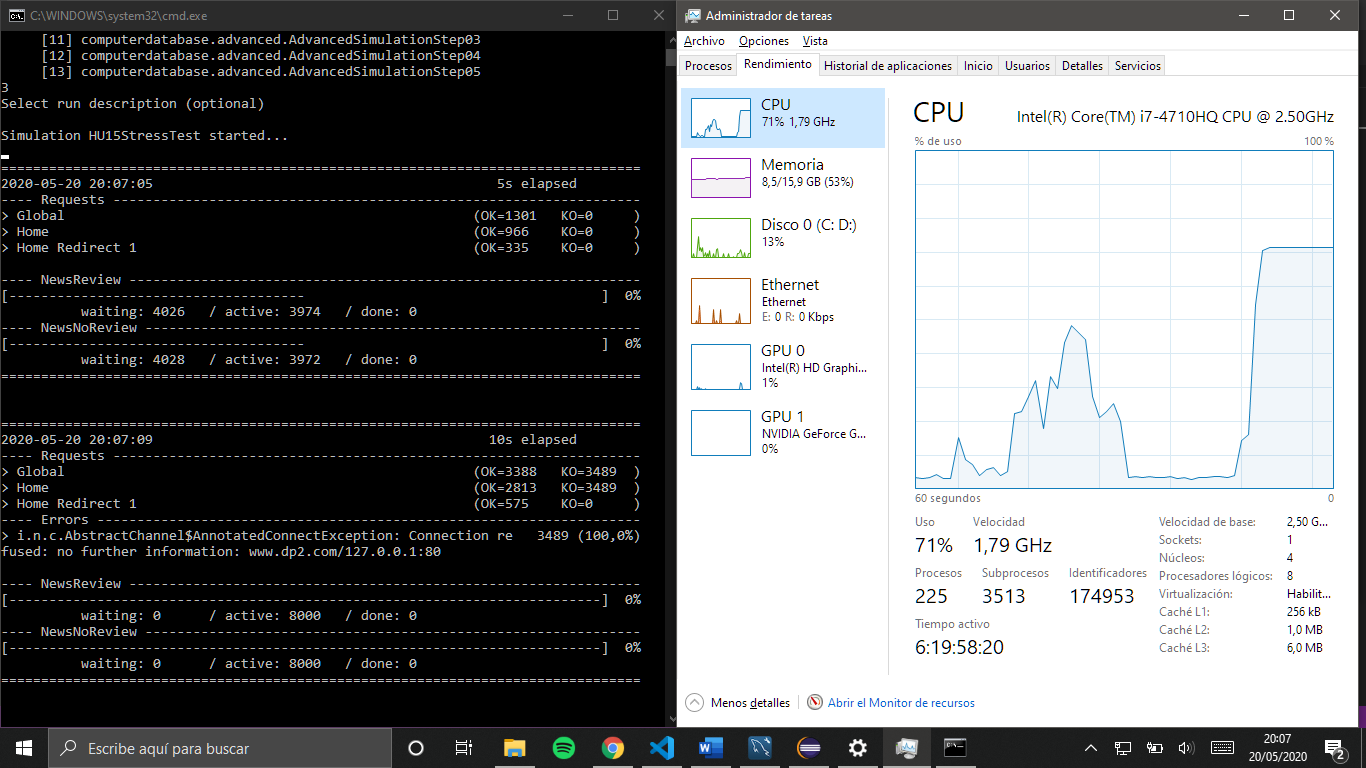 C:\WINDOWS\system32\cmd.exe
[11] computerdatabase.advanced.AdvancedSimulationStep03
[12] computerdatabase.advanced.AdvancedSimulationStep04
[13] computerdatabase.advanced.AdvancedSimulationStep05
3
Select run description (optional)
Simulation HU15StressTest started...
================================================================================
2020-05-20 20:07:05                                           5s elapsed
---- Requests ------------------------------------------------------------------
> Global                                                   (OK=1301   KO=0     )
> Home                                                     (OK=966    KO=0     )
> Home Redirect 1                                          (OK=335    KO=0     )
---- NewsReview ----------------------------------------------------------------
[-------------------------------------                                     ]  0%
          waiting: 4026   / active: 3974   / done: 0
---- NewsNoReview --------------------------------------------------------------
[-------------------------------------                                     ]  0%
          waiting: 4028   / active: 3972   / done: 0
================================================================================
================================================================================
2020-05-20 20:07:09                                          10s elapsed
---- Requests ------------------------------------------------------------------
> Global                                                   (OK=3388   KO=3489  )
> Home                                                     (OK=2813   KO=3489  )
> Home Redirect 1                                          (OK=575    KO=0     )
---- Errors --------------------------------------------------------------------
> i.n.c.AbstractChannel$AnnotatedConnectException: Connection re   3489 (100,0%)
fused: no further information: www.dp2.com/127.0.0.1:80
---- NewsReview ----------------------------------------------------------------
[--------------------------------------------------------------------------]  0%
          waiting: 0      / active: 8000   / done: 0
---- NewsNoReview --------------------------------------------------------------
[--------------------------------------------------------------------------]  0%
          waiting: 0      / active: 8000   / done: 0
================================================================================
Administrador de tareas
Archivo Opciones Vista
Procesos Rendimiento Historial de aplicaciones Inicio Usuarios Detalles Servicios
CPU
71% 1,79 GHz
Memoria
8,5/15,9 GB (53%)
Disco 0 (C: D:)
13%
Ethernet
Ethernet
E: 0 R: 0 Kbps
GPU 0
Intel(R) HD Graphi...
1%
GPU 1
NVIDIA GeForce G...
0%
CPU Intel(R) Core(TM) i7-4710HQ CPU @ 2.50GHz
% de uso 100 %
60 segundos 0
Uso Velocidad
71% 1,79 GHz
Procesos Subprocesos Identificadores
225 3513 174953
Tiempo activo
6:19:58:20
Velocidad de base: 2,50 G...
Sockets: 1
Núcleos: 4
Procesadores lógicos: 8
Virtualización: Habilit...
Caché L1: 256 kB
Caché L2: 1,0 MB
Caché L3: 6,0 MB
Menos detalles Abrir el Monitor de recursos
Escribe aquí para buscar
20:07
20/05/2020
2